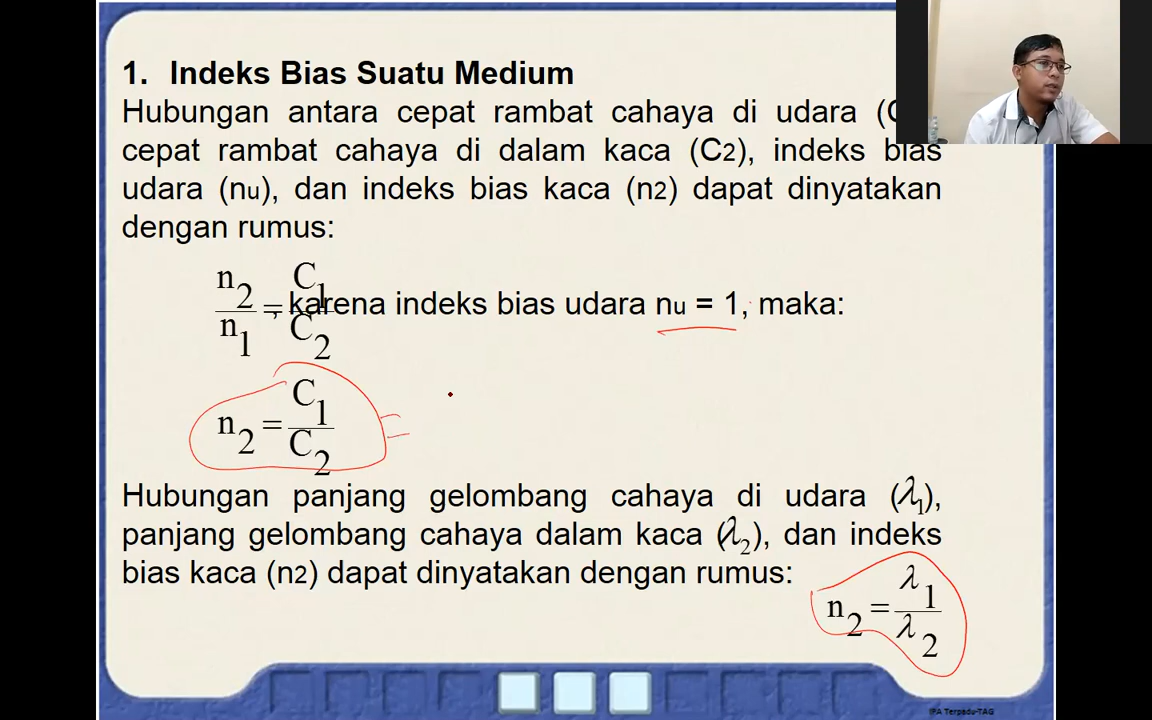 1. Indeks Bias Suatu Medium
Hubungan antara cepat rambat cahaya di udara
cepat rambat cahaya di dalam kaca (C2), indeks bias
udara (nu), dan indeks bias kaca (n2) dapat dinyatakan
dengan rumus:
n2/n1 = C1/C2 , karena indeks bias udara nu = 1, maka:
n2 = C1/C2 =
Hubungan panjang gelombang cahaya di udara (λ1),
panjang gelombang cahaya dalam kaca (λ2), dan indeks
bias kaca (n2) dapat dinyatakan dengan rumus:
n2 = λ1/λ2
IFA Terpadu-TAG